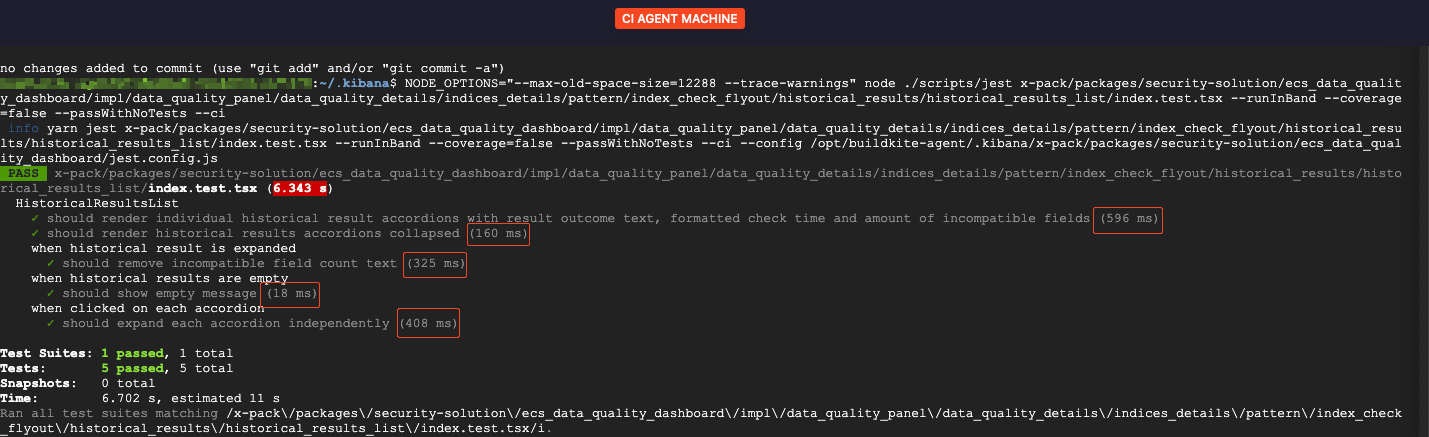 CI AGENT MACHINE
no changes added to commit (use "git add" and/or "git commit -a")
:~/.kibana$ NODE_OPTIONS="--max-old-space-size=12288 --trace-warnings" node ./scripts/jest x-pack/packages/security-solution/ecs_data_qualit
y_dashboard/impl/data_quality_panel/data_quality_details/indices_details/pattern/index_check_flyout/historical_results/historical_results_list/index.test.tsx --runInBand --coverage
=false --passWithNoTests --ci
info yarn jest x-pack/packages/security-solution/ecs_data_quality_dashboard/impl/data_quality_panel/data_quality_details/indices_details/pattern/index_check_flyout/historical_resu
lts/historical_results_list/index.test.tsx --runInBand --coverage=false --passWithNoTests --ci --config /opt/buildkite-agent/.kibana/x-pack/packages/security-solution/ecs_data_qual
ity_dashboard/jest.config.js
PASS x-pack/packages/security-solution/ecs_data_quality_dashboard/impl/data_quality_panel/data_quality_details/indices_details/pattern/index_check_flyout/historical_results/histo
rical_results_list/index.test.tsx (6.343 s)
HistoricalResultsList
✓ should render individual historical result accordions with result outcome text, formatted check time and amount of incompatible fields (596 ms)
✓ should render historical results accordions collapsed (160 ms)
when historical result is expanded
✓ should remove incompatible field count text (325 ms)
when historical results are empty
✓ should show empty message (18 ms)
when clicked on each accordion
✓ should expand each accordion independently (408 ms)
Test Suites: 1 passed, 1 total
Tests: 5 passed, 5 total
Snapshots: 0 total
Time: 6.702 s, estimated 11 s
Ran all test suites matching /x-pack\/packages\/security-solution\/ecs_data_quality_dashboard\/impl\/data_quality_panel\/data_quality_details\/indices_details\/pattern\/index_check
_flyout\/historical_results\/historical_results_list\/index.test.tsx/i.